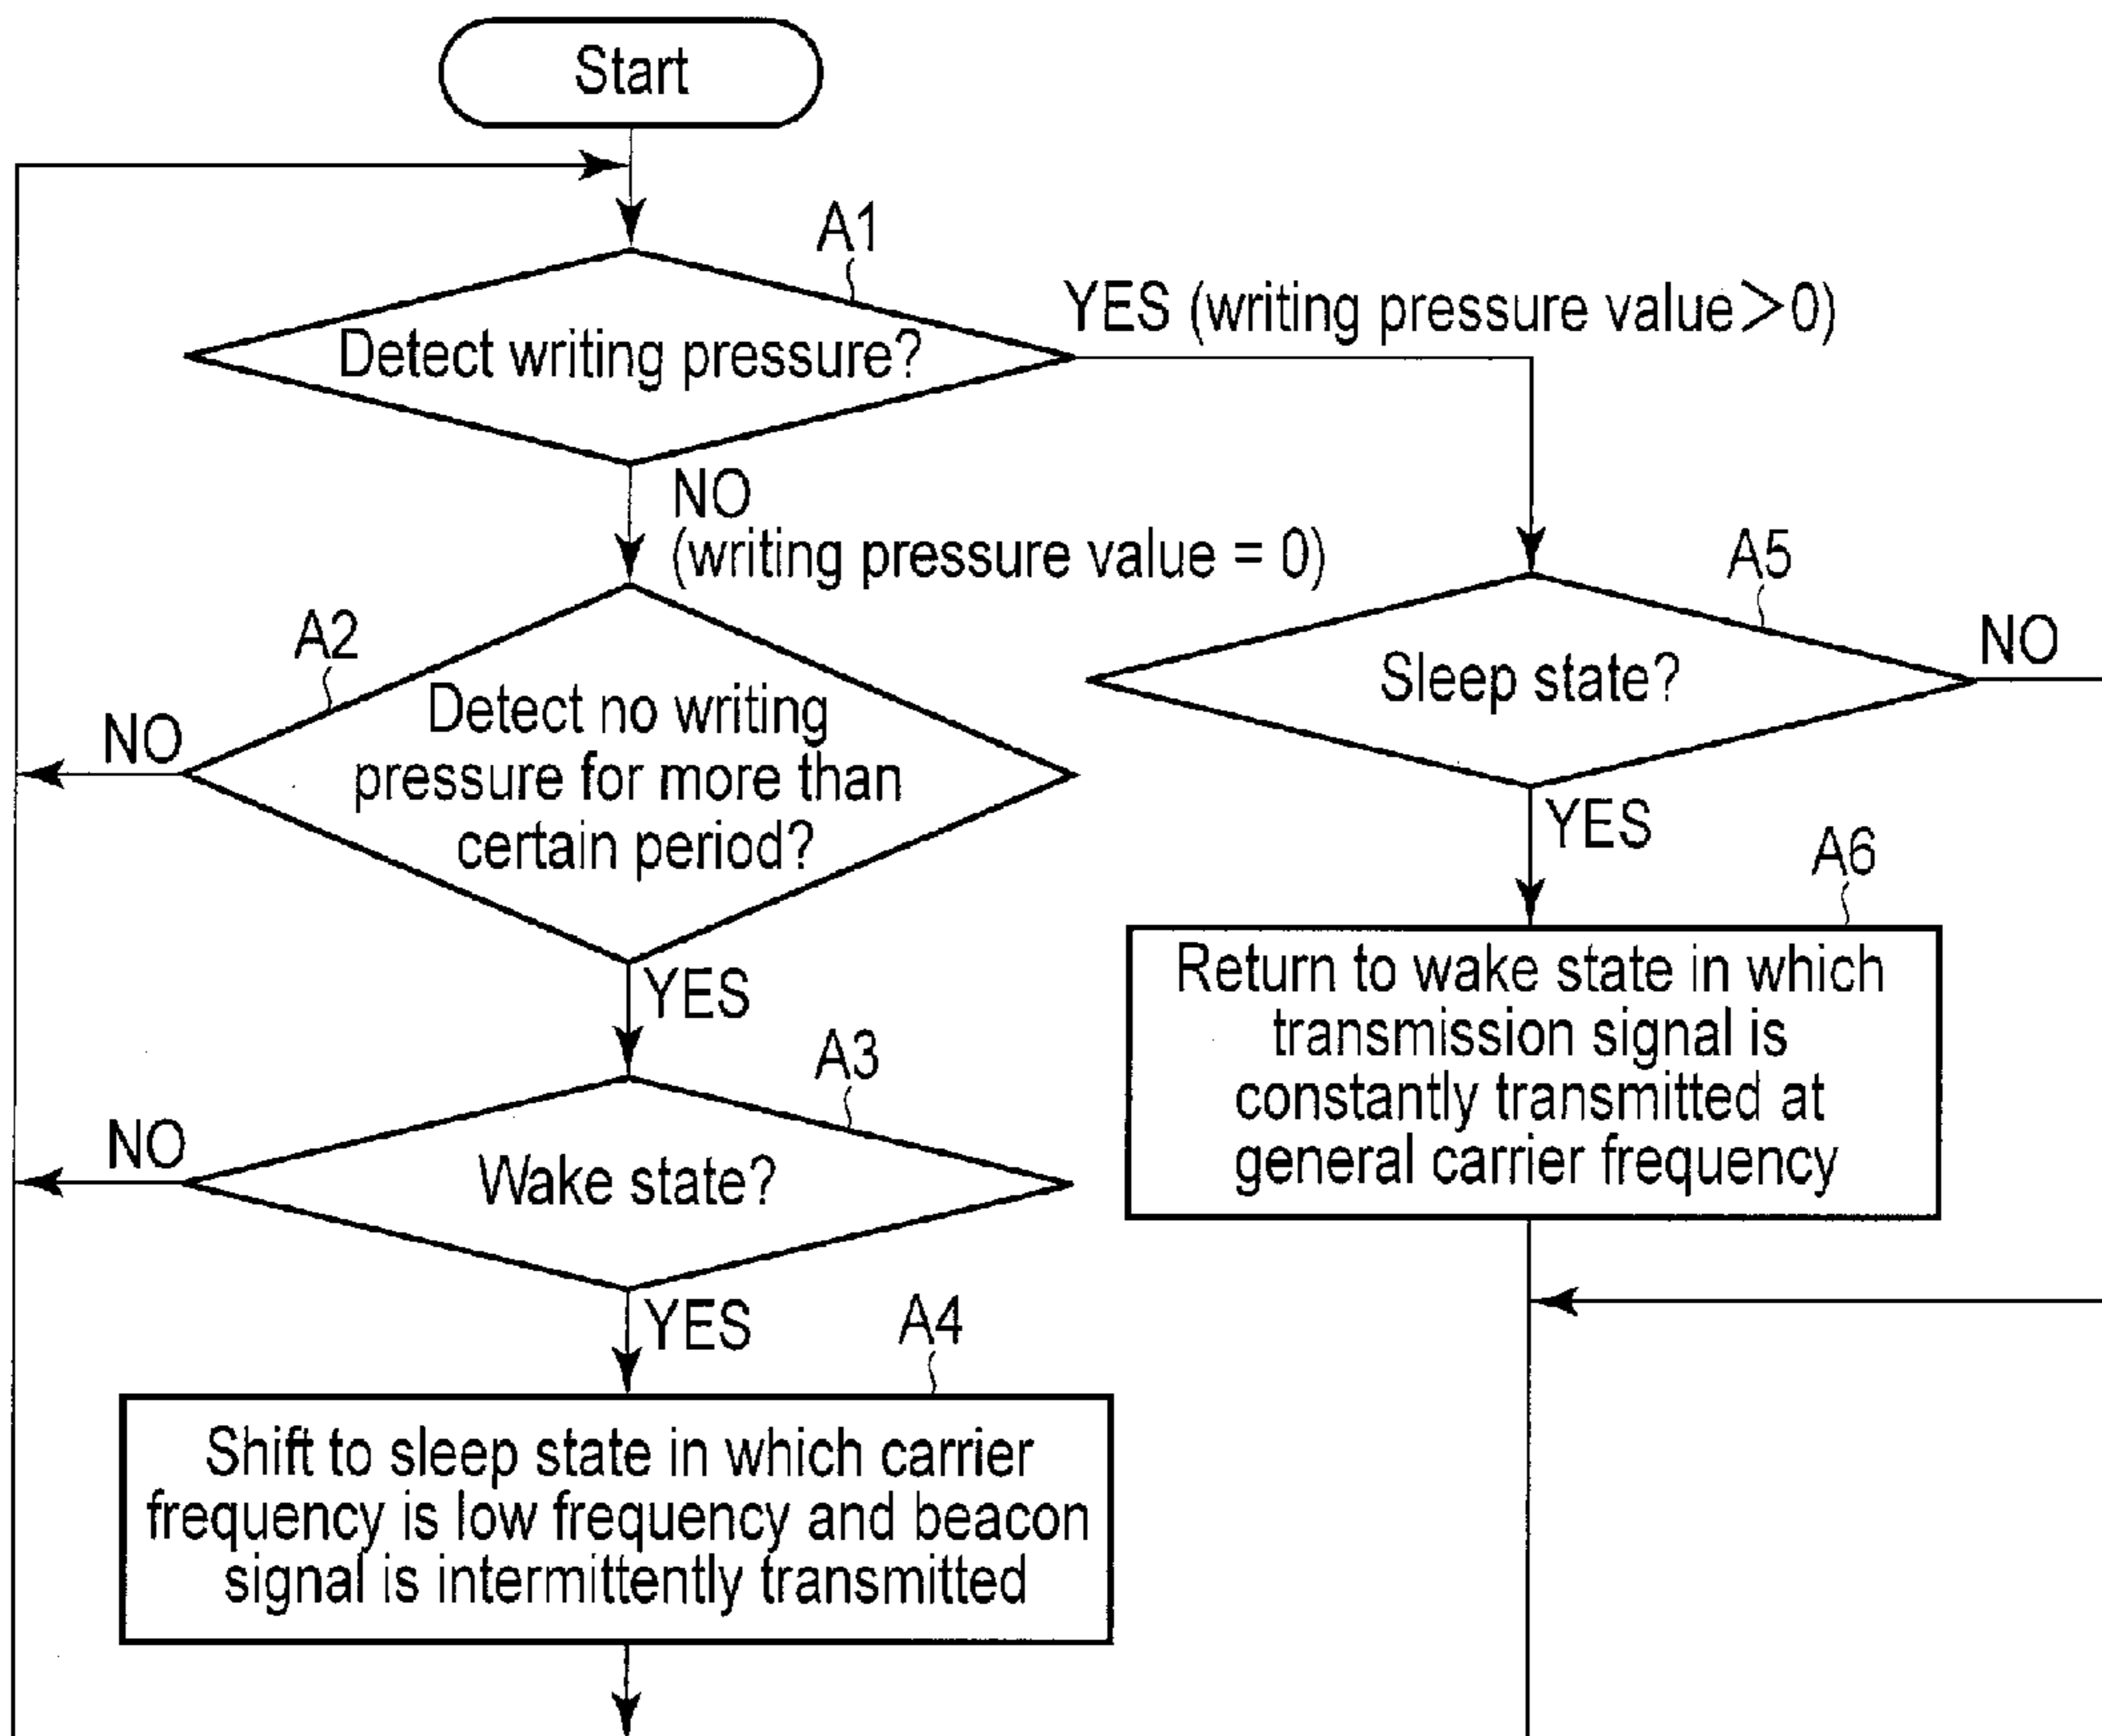 Start
A1
Detect writing pressure?
YES (writing pressure value>0)
NO
(writing pressure value = 0)
A2
Detect no writing
pressure for more than
certain period?
NO
YES
A5
Sleep state?
NO
YES
A6
Return to wake state in which
transmission signal is
constantly transmitted at
general carrier frequency
A3
Wake state?
NO
YES
A4
Shift to sleep state in which carrier
frequency is low frequency and beacon
signal is intermittently transmitted